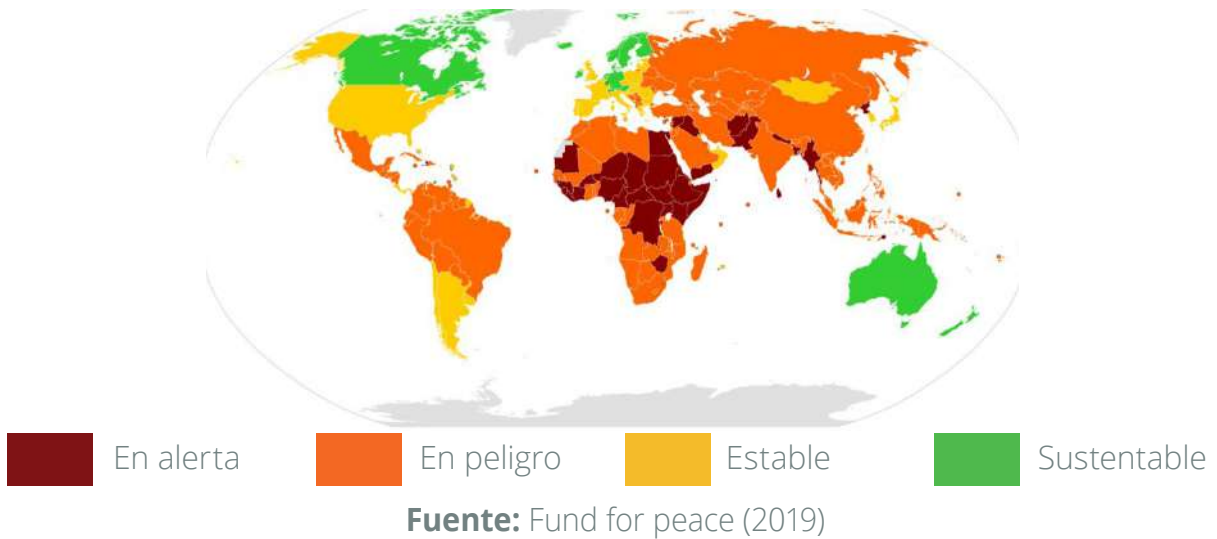 En alerta En peligro Estable Sustentable
Fuente: Fund for peace (2019)